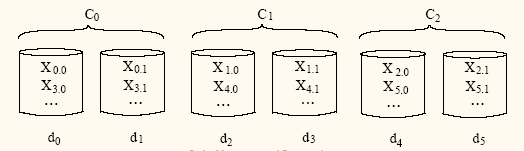 C₀ C₁ C₂
X₀.₀ X₀.₁ X₁.₀ X₁.₁ X₂.₀ X₂.₁
X₃.₀ X₃.₁ X₄.₀ X₄.₁ X₅.₀ X₅.₁
... ... ... ... ... ...
d₀ d₁ d₂ d₃ d₄ d₅